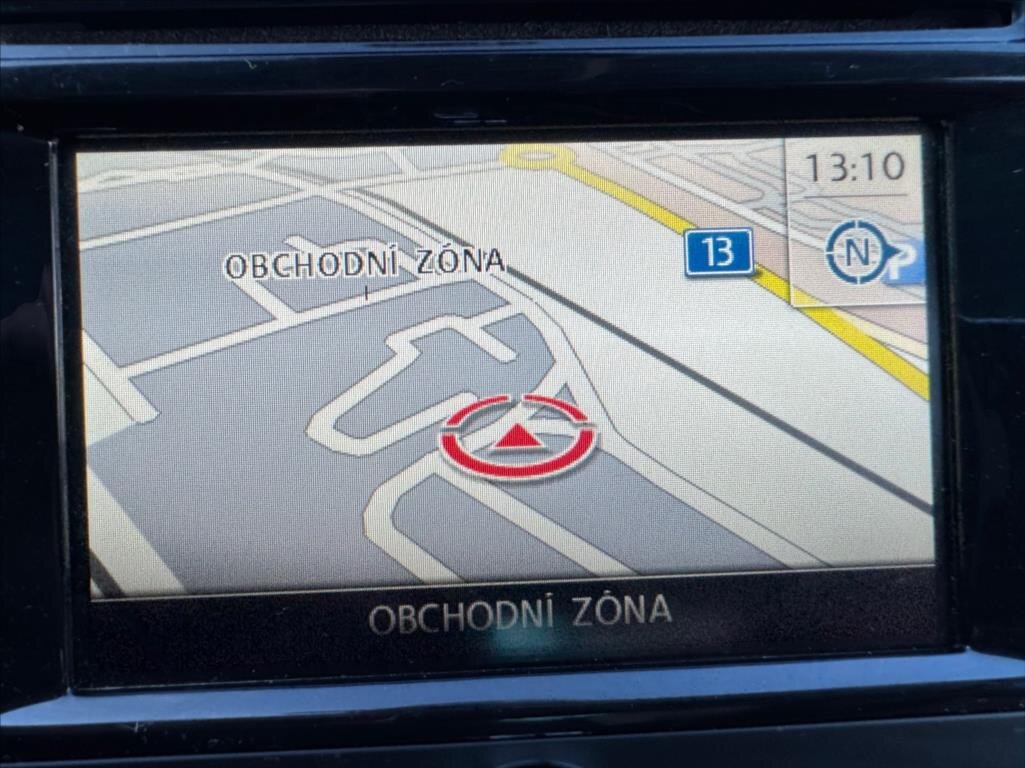 13:10
OBCHODNÍ ZÓNA
13
N
P
OBCHODNÍ ZÓNA